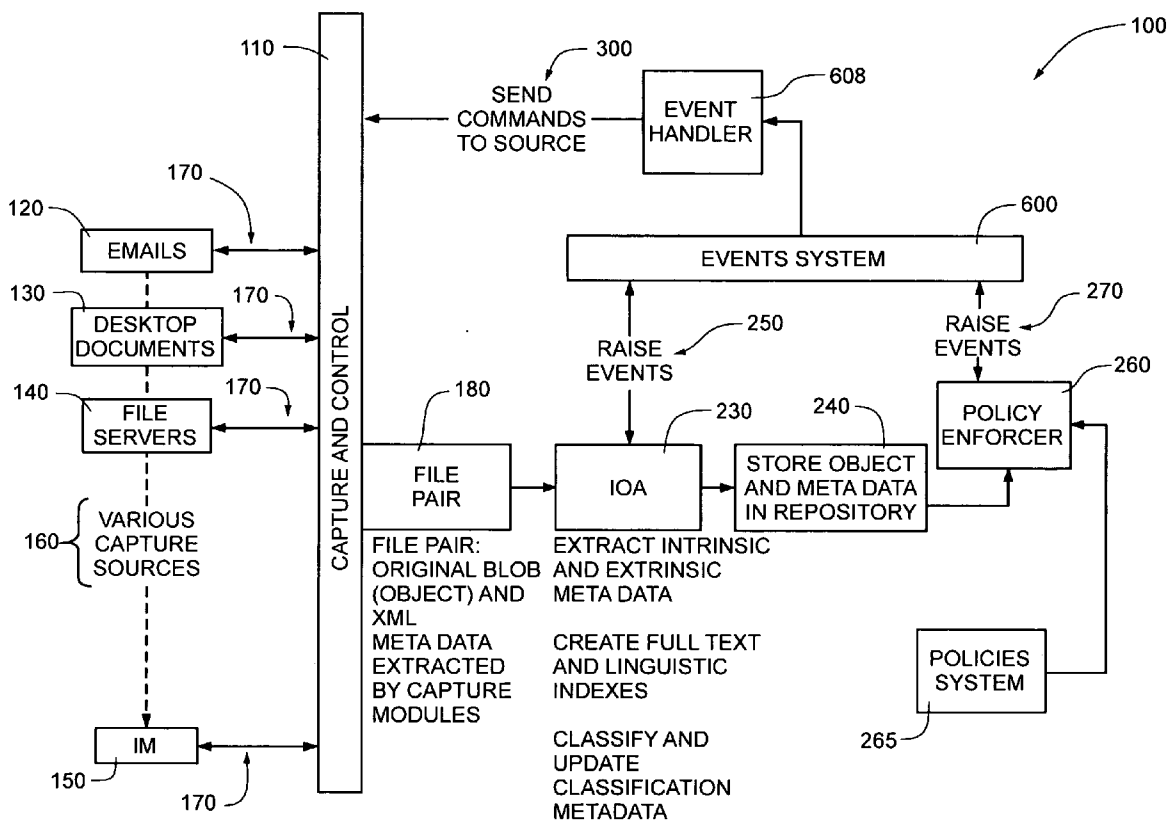 110
300
100
SEND
COMMANDS
TO SOURCE
608
EVENT
HANDLER
170
120
EMAILS
600
EVENTS SYSTEM
130
DESKTOP
DOCUMENTS
170
250
RAISE
EVENTS
270
RAISE
EVENTS
140
FILE
SERVERS
170
CAPTURE AND CONTROL
180
FILE
PAIR
230
IOA
240
STORE OBJECT
AND META DATA
IN REPOSITORY
260
POLICY
ENFORCER
160
VARIOUS
CAPTURE
SOURCES
FILE PAIR:
ORIGINAL BLOB
(OBJECT) AND
XML
META DATA
EXTRACTED
BY CAPTURE
MODULES
EXTRACT INTRINSIC
AND EXTRINSIC
META DATA
CREATE FULL TEXT
AND LINGUISTIC
INDEXES
CLASSIFY AND
UPDATE
CLASSIFICATION
METADATA
POLICIES
SYSTEM
265
IM
150
170